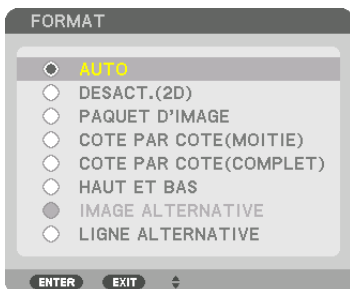 FORMAT
AUTO
DESACT.(2D)
PAQUET D'IMAGE
COTE PAR COTE(MOITIE)
COTE PAR COTE(COMPLET)
HAUT ET BAS
IMAGE ALTERNATIVE
LIGNE ALTERNATIVE
ENTER EXIT